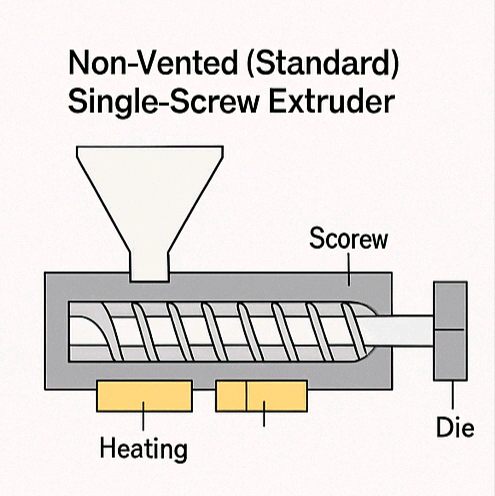 Non-Vented (Standard)
Single-Screw Extruder
Scorew
Heating
Die